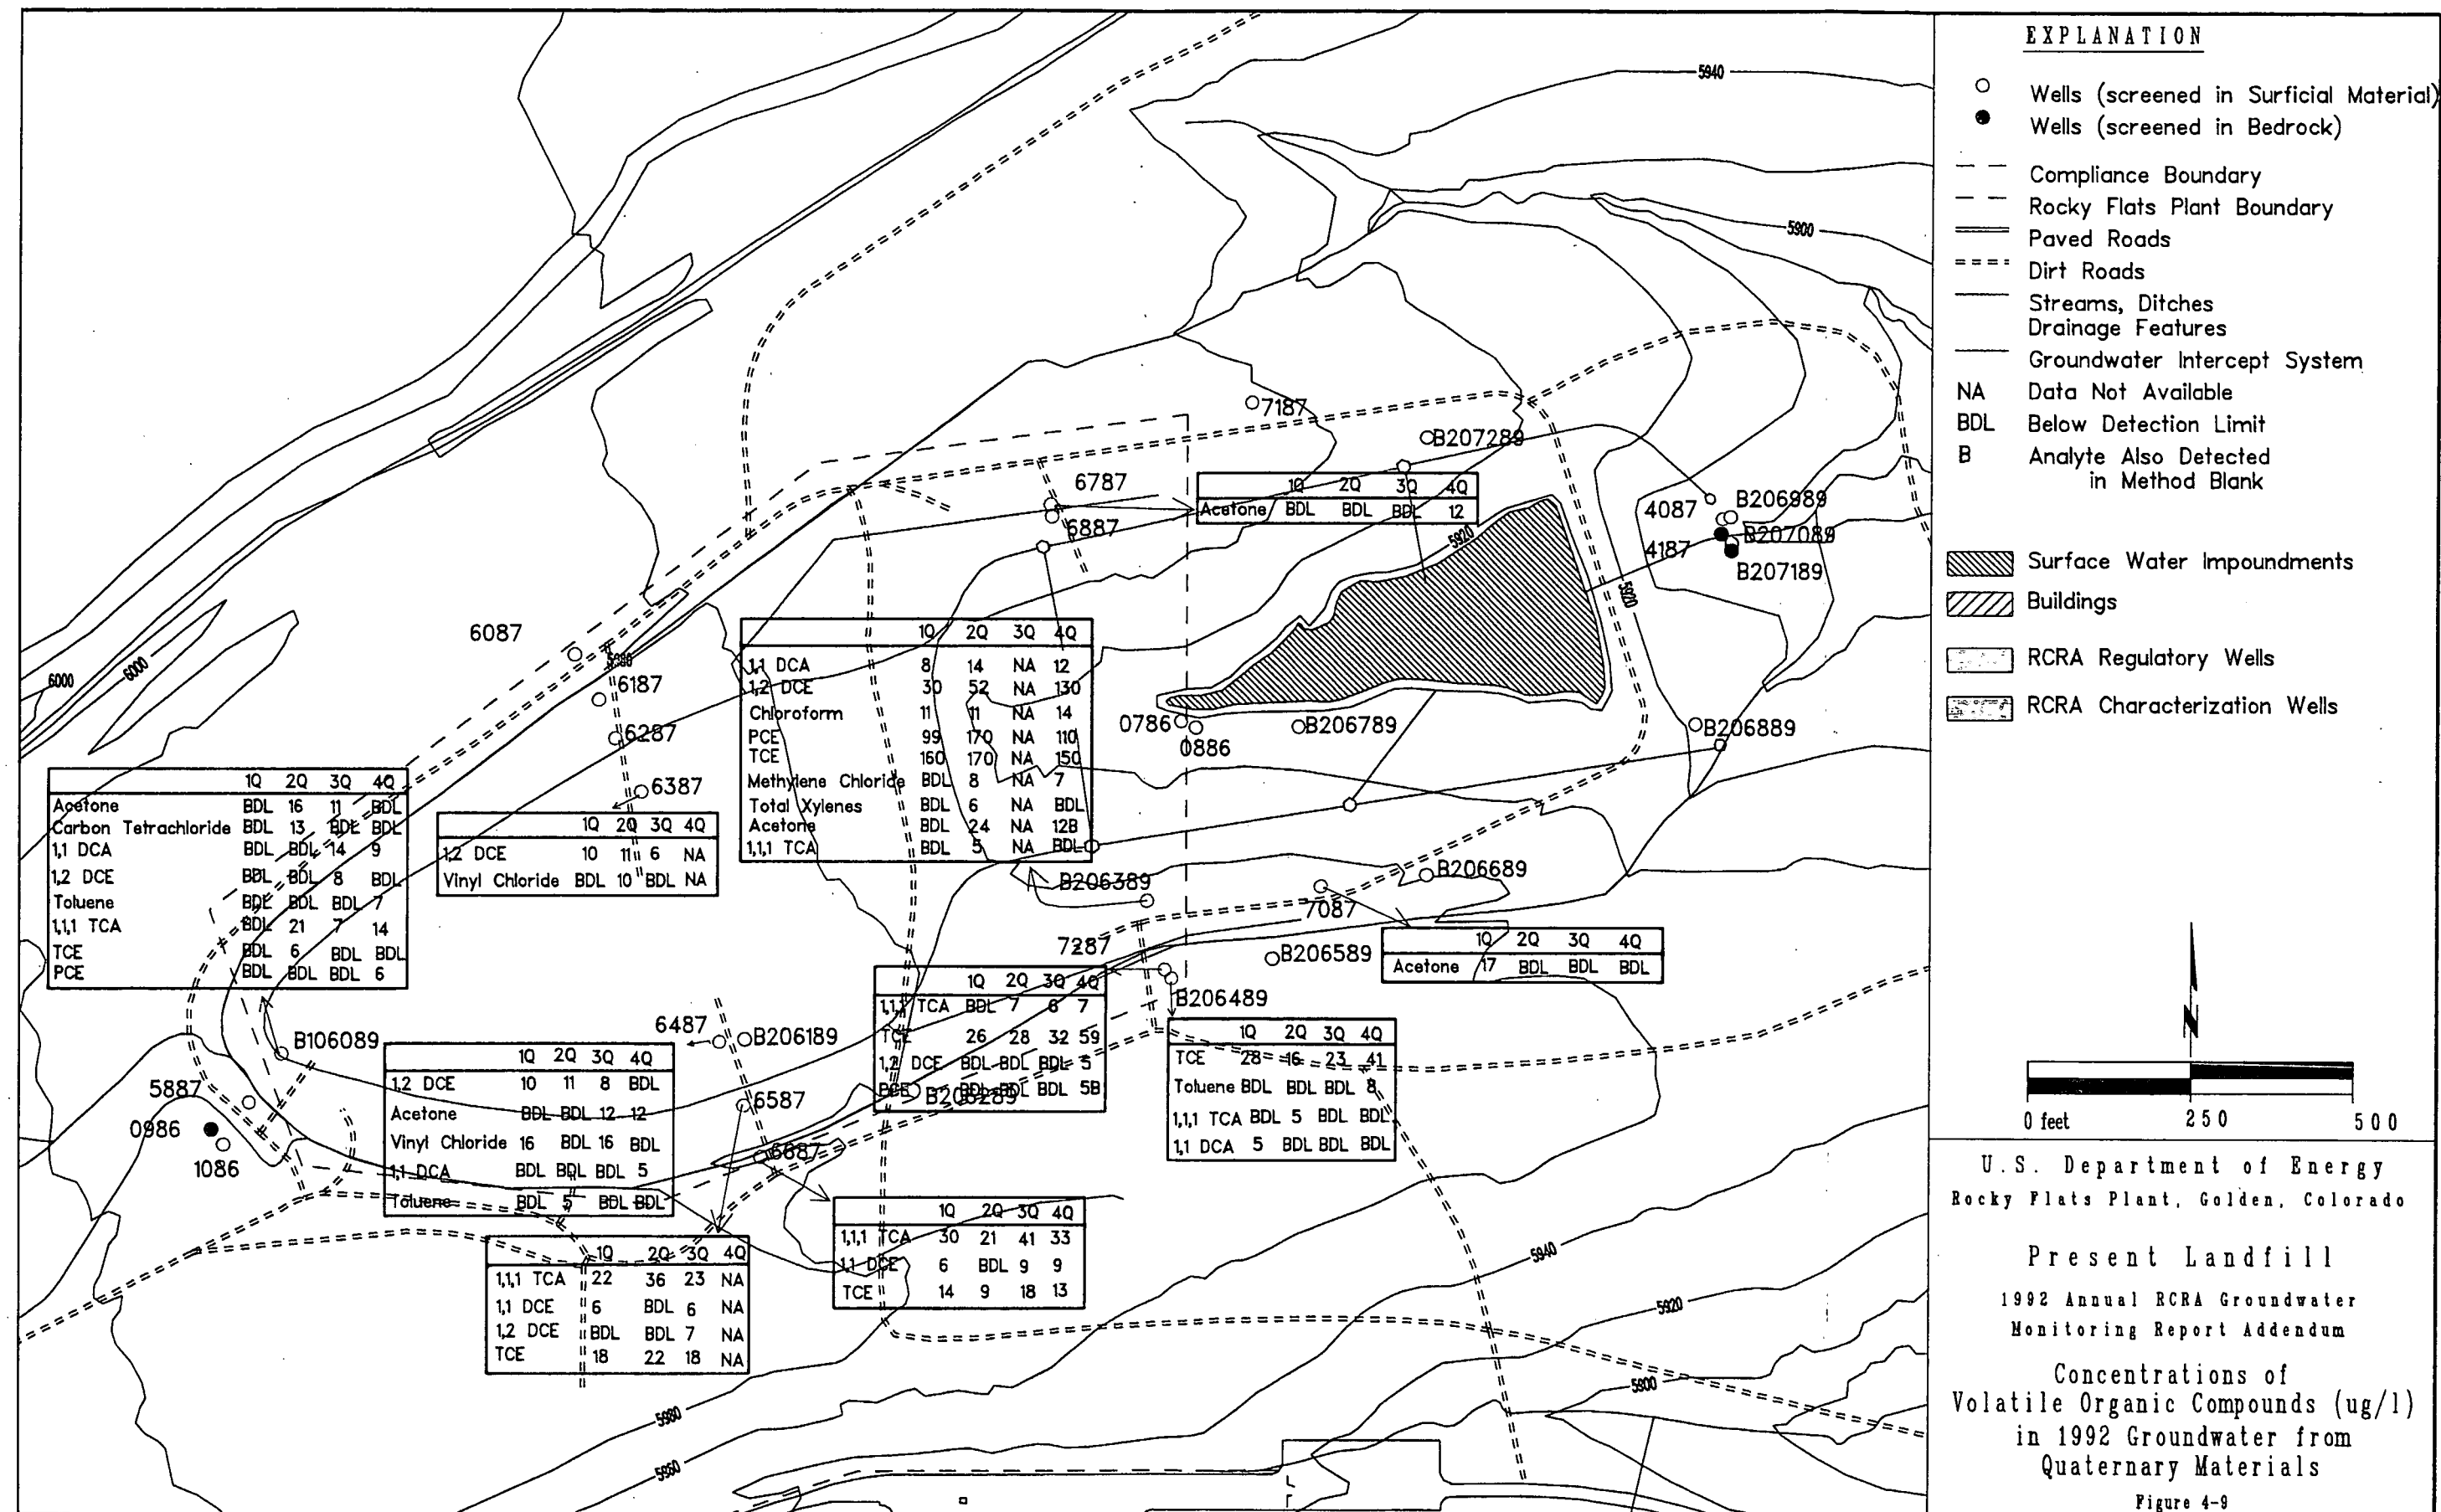 EXPLANATION
Wells (screened in Surficial Material)
Wells (screened in Bedrock)
Compliance Boundary
Rocky Flats Plant Boundary
Paved Roads
Dirt Roads
Streams, Ditches
Drainage Features
Groundwater Intercept System
NA Data Not Available
BDL Below Detection Limit
B Analyte Also Detected
in Method Blank
Surface Water Impoundments
Buildings
RCRA Regulatory Wells
RCRA Characterization Wells
N
0 feet 250 500
U.S. Department of Energy
Rocky Flats Plant, Golden, Colorado
Present Landfill
1992 Annual RCRA Groundwater
Monitoring Report Addendum
Concentrations of
Volatile Organic Compounds (ug/l)
in 1992 Groundwater from
Quaternary Materials
Figure 4-9
5940
5900
7187
B207289
6787
6887
1Q 2Q 3Q 4Q
Acetone BDL BDL BDL 12
5920
4087
B206989
B207089
4187
B207189
5920
6087
5980
6187
6287
6387
6000
6000
1Q 2Q 3Q 4Q
1,1 DCA 8 14 NA 12
1,2 DCE 30 52 NA 130
Chloroform 11 11 NA 14
PCE 99 170 NA 110
TCE 160 170 NA 150
Methylene Chloride BDL 8 NA 7
Total Xylenes BDL 6 NA BDL
Acetone BDL 24 NA 12B
1,1,1 TCA BDL 5 NA BDL
0786
0886
B206789
B206889
1Q 2Q 3Q 4Q
Acetone BDL 16 11 BDL
Carbon Tetrachloride BDL 13 BDL BDL
1,1 DCA BDL BDL 14 9
1,2 DCE BDL BDL 8 BDL
Toluene BDL BDL BDL 7
1,1,1 TCA BDL 21 7 14
TCE BDL 6 BDL BDL
PCE BDL BDL BDL 6
1Q 2Q 3Q 4Q
1,2 DCE 10 11 6 NA
Vinyl Chloride BDL 10 BDL NA
B206389
B206689
7087
7287
B206589
1Q 2Q 3Q 4Q
Acetone 17 BDL BDL BDL
B206489
1Q 2Q 3Q 4Q
1,1,1 TCA BDL 7 6 7
TCE 26 28 32 59
1,2 DCE BDL BDL BDL 5
PCE BDL BDL BDL 5B
B206289
1Q 2Q 3Q 4Q
TCE 28 16 23 41
Toluene BDL BDL BDL 8
1,1,1 TCA BDL 5 BDL BDL
1,1 DCA 5 BDL BDL BDL
B106089
5887
0986
1086
6487
B206189
6587
6687
1Q 2Q 3Q 4Q
1,2 DCE 10 11 8 BDL
Acetone BDL BDL 12 12
Vinyl Chloride 16 BDL 16 BDL
1,1 DCA BDL BDL BDL 5
Toluene BDL 5 BDL BDL
1Q 2Q 3Q 4Q
1,1,1 TCA 30 21 41 33
1,1 DCE 6 BDL 9 9
TCE 14 9 18 13
1Q 2Q 3Q 4Q
1,1,1 TCA 22 36 23 NA
1,1 DCE 6 BDL 6 NA
1,2 DCE BDL BDL 7 NA
TCE 18 22 18 NA
5940
5920
5900
5980
5960